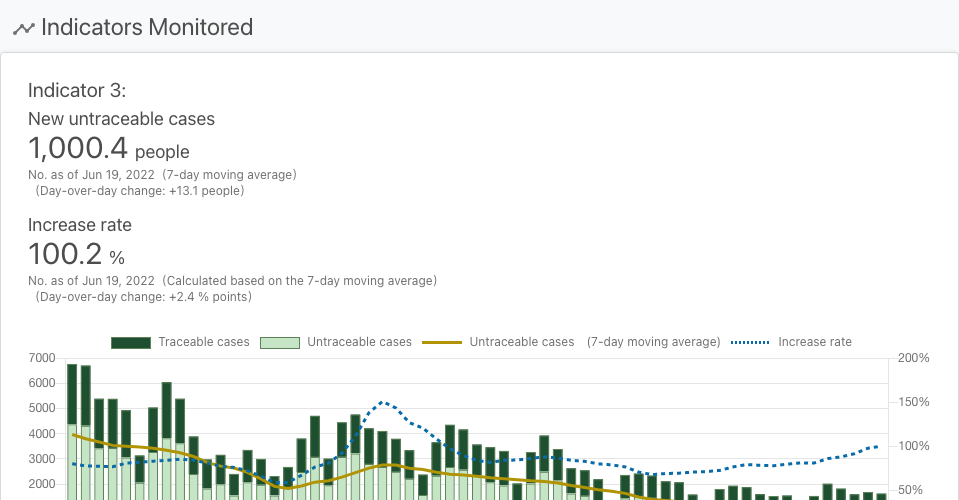 Indicators Monitored
Indicator 3:
New untraceable cases
1,000.4 people
No. as of Jun 19, 2022 (7-day moving average)
(Day-over-day change: +13.1 people)
Increase rate
100.2 %
No. as of Jun 19, 2022 (Calculated based on the 7-day moving average)
(Day-over-day change: +2.4 % points)
Traceable cases Untraceable cases Untraceable cases (7-day moving average) Increase rate
7000 200%
6000
5000 150%
4000
3000 100%
2000
50%